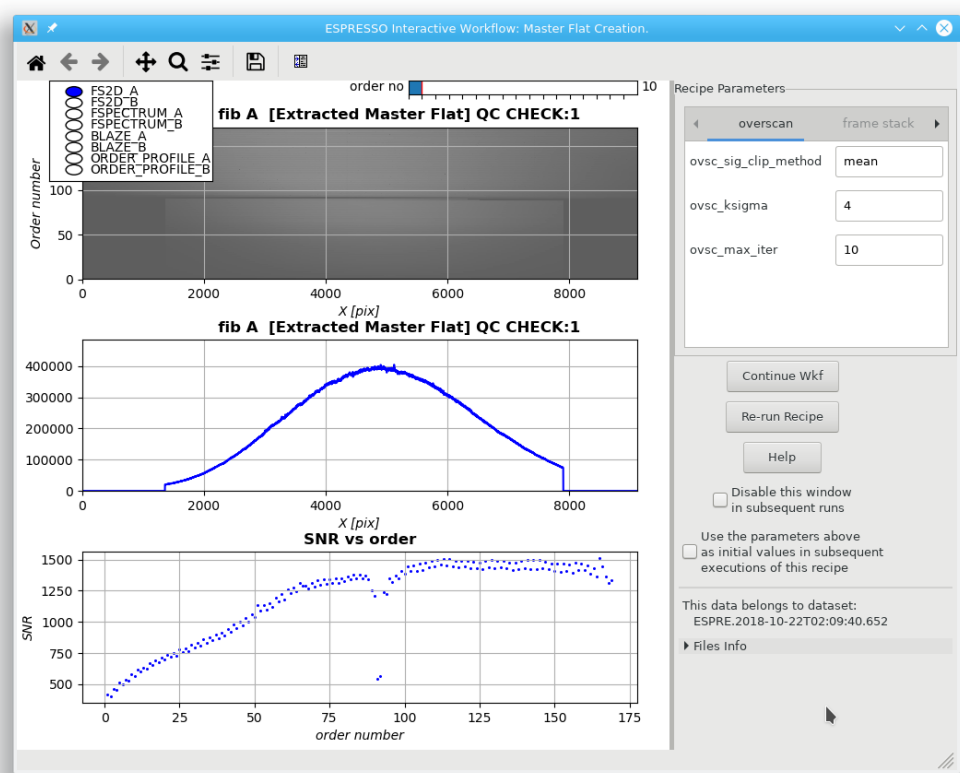 ESPRESSO Interactive Workflow: Master Flat Creation.
FS2D_A
FS2D_B
FSPECTRUM_A
FSPECTRUM_B
BLAZE_A
BLAZE_B
ORDER_PROFILE_A
ORDER_PROFILE_B
order no
10
fib A [Extracted Master Flat] QC CHECK:1
Order number
100
50
0
0 2000 4000 6000 8000
X [pix]
fib A [Extracted Master Flat] QC CHECK:1
400000
300000
200000
100000
0
0 2000 4000 6000 8000
X [pix]
SNR vs order
SNR
1500
1250
1000
750
500
0 25 50 75 100 125 150 175
order number
Recipe Parameters
overscan frame stack
ovsc_sig_clip_method mean
ovsc_ksigma 4
ovsc_max_iter 10
Continue Wkf
Re-run Recipe
Help
Disable this window
in subsequent runs
Use the parameters above
as initial values in subsequent
executions of this recipe
This data belongs to dataset:
ESPRE.2018-10-22T02:09:40.652
Files Info